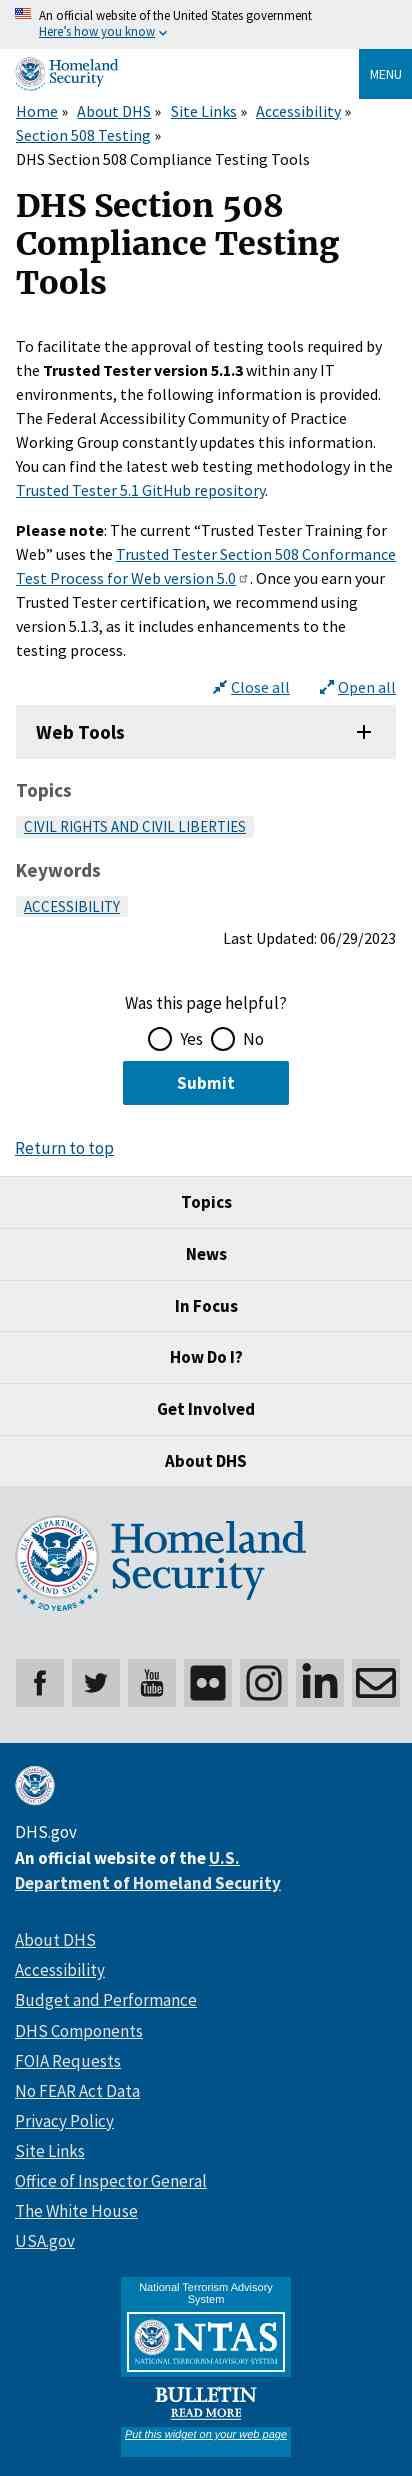 An official website of the United States government
Here's how you know
Homeland
Security
MENU
Home » About DHS » Site Links » Accessibility »
Section 508 Testing »
DHS Section 508 Compliance Testing Tools
DHS Section 508
Compliance Testing
Tools
To facilitate the approval of testing tools required by
the Trusted Tester version 5.1.3 within any IT
environments, the following information is provided.
The Federal Accessibility Community of Practice
Working Group constantly updates this information.
You can find the latest web testing methodology in the
Trusted Tester 5.1 GitHub repository.
Please note: The current “Trusted Tester Training for
Web” uses the Trusted Tester Section 508 Conformance
Test Process for Web version 5.0 . Once you earn your
Trusted Tester certification, we recommend using
version 5.1.3, as it includes enhancements to the
testing process.
Close all Open all
Web Tools +
Topics
CIVIL RIGHTS AND CIVIL LIBERTIES
Keywords
ACCESSIBILITY
Last Updated: 06/29/2023
Was this page helpful?
Yes No
Submit
Return to top
Topics
News
In Focus
How Do I?
Get Involved
About DHS
U.S. DEPARTMENT OF HOMELAND SECURITY
20 YEARS
Homeland
Security
f You Tube in
DHS.gov
An official website of the U.S.
Department of Homeland Security
About DHS
Accessibility
Budget and Performance
DHS Components
FOIA Requests
No FEAR Act Data
Privacy Policy
Site Links
Office of Inspector General
The White House
USA.gov
National Terrorism Advisory
System
NTAS
NATIONAL TERRORISM ADVISORY SYSTEM
BULLETIN
READ MORE
Put this widget on your web page